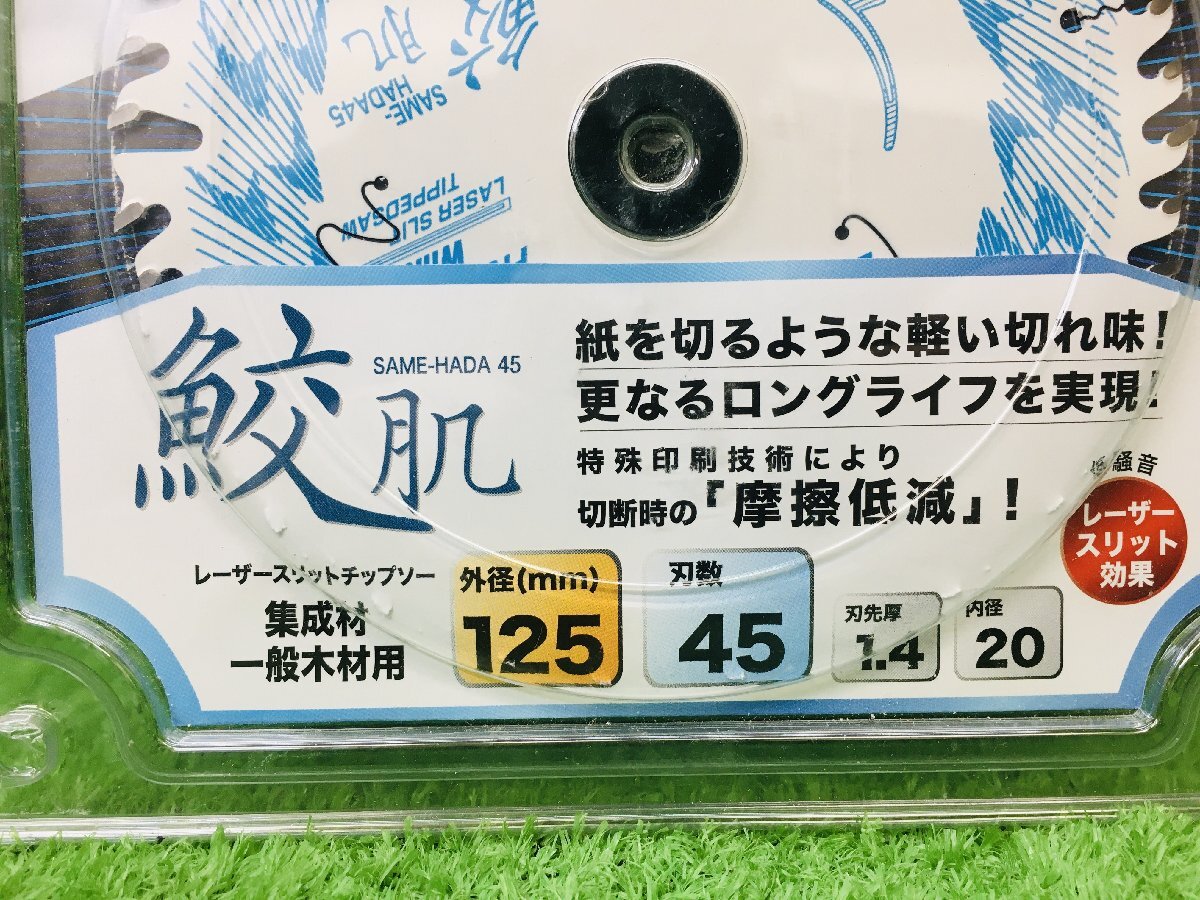 鮫肌
SAME-
HADA45
LASER SLIT
TIPPEDSAW
鮫肌
SAME-HADA 45
紙を切るような軽い切れ味!
更なるロングライフを実現!
特殊印刷技術により
切断時の「摩擦低減」!
低騒音
レーザー
スリット
効果
レーザースリットチップソー
集成材
一般木材用
外径(mm)
125
刃数
45
刃先厚
1.4
内径
20